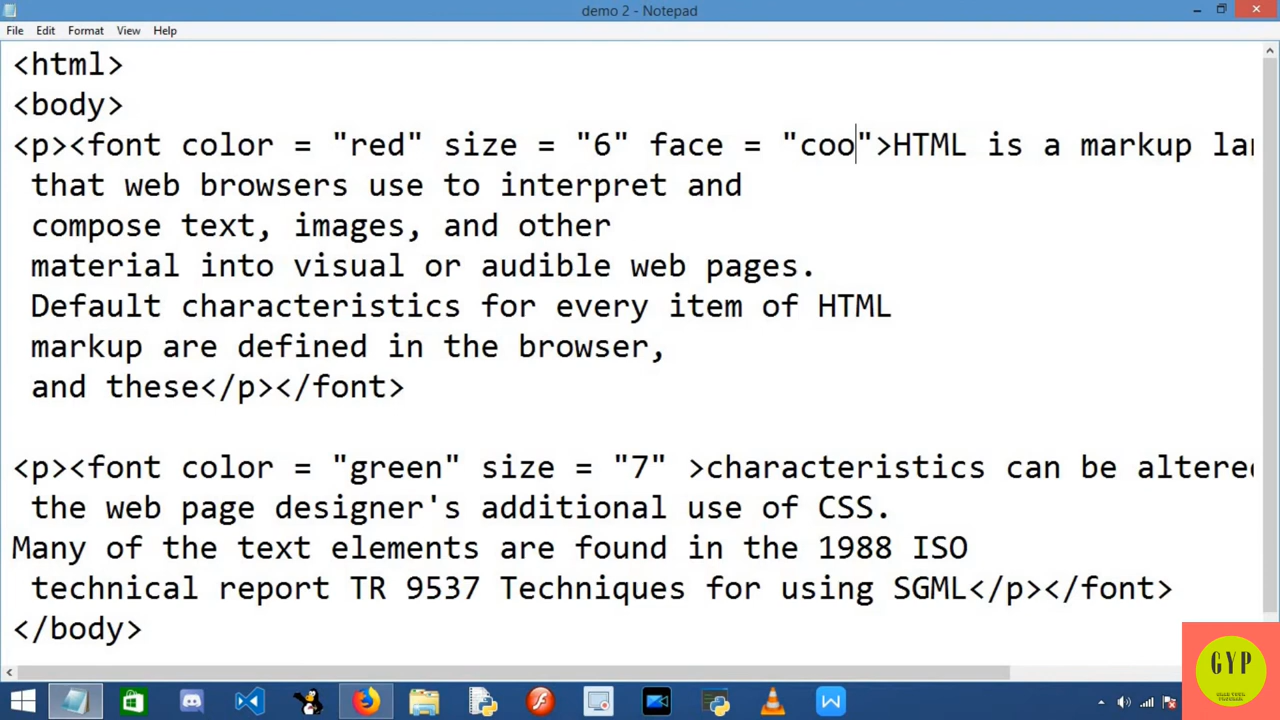 demo 2 - Notepad
File Edit Format View Help
<html>
<body>
<p><font color = "red" size = "6" face = "coo">HTML is a markup lan
that web browsers use to interpret and
compose text, images, and other
material into visual or audible web pages.
Default characteristics for every item of HTML
markup are defined in the browser,
and these</p></font>
<p><font color = "green" size = "7" >characteristics can be altered
the web page designer's additional use of CSS.
Many of the text elements are found in the 1988 ISO
technical report TR 9537 Techniques for using SGML</p></font>
</body>
GYP